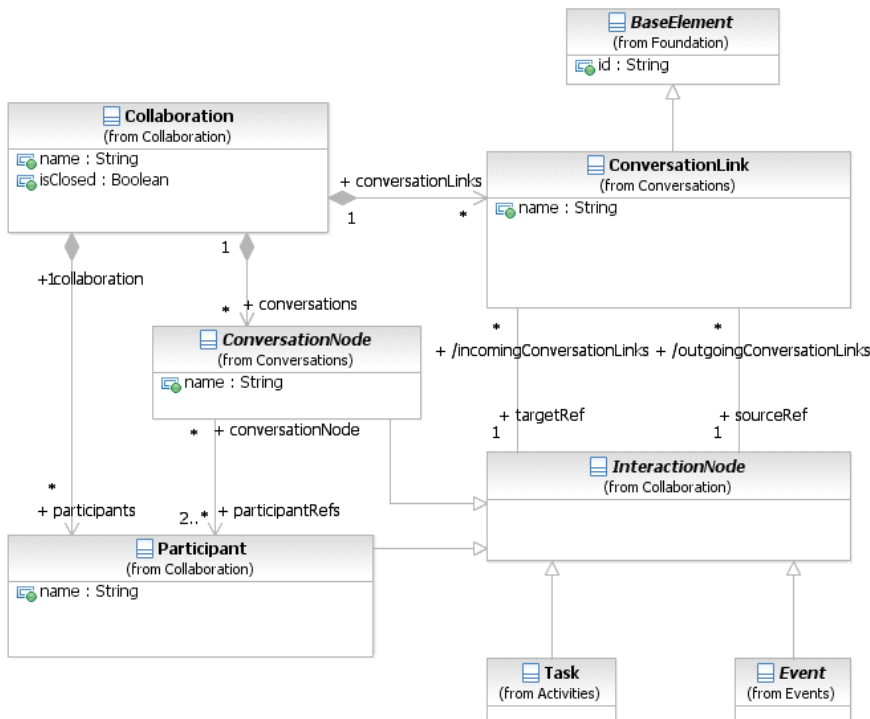 BaseElement
(from Foundation)
id : String
Collaboration
(from Collaboration)
name : String
isClosed : Boolean
+ conversationLinks
1
*
ConversationLink
(from Conversations)
name : String
+1collaboration
1
*
+ conversations
ConversationNode
(from Conversations)
name : String
*
+ /incomingConversationLinks
*
+ /outgoingConversationLinks
*
+ conversationNode
+ targetRef
1
+ sourceRef
1
InteractionNode
(from Collaboration)
*
+ participants
2..*
+ participantRefs
Participant
(from Collaboration)
name : String
Task
(from Activities)
Event
(from Events)